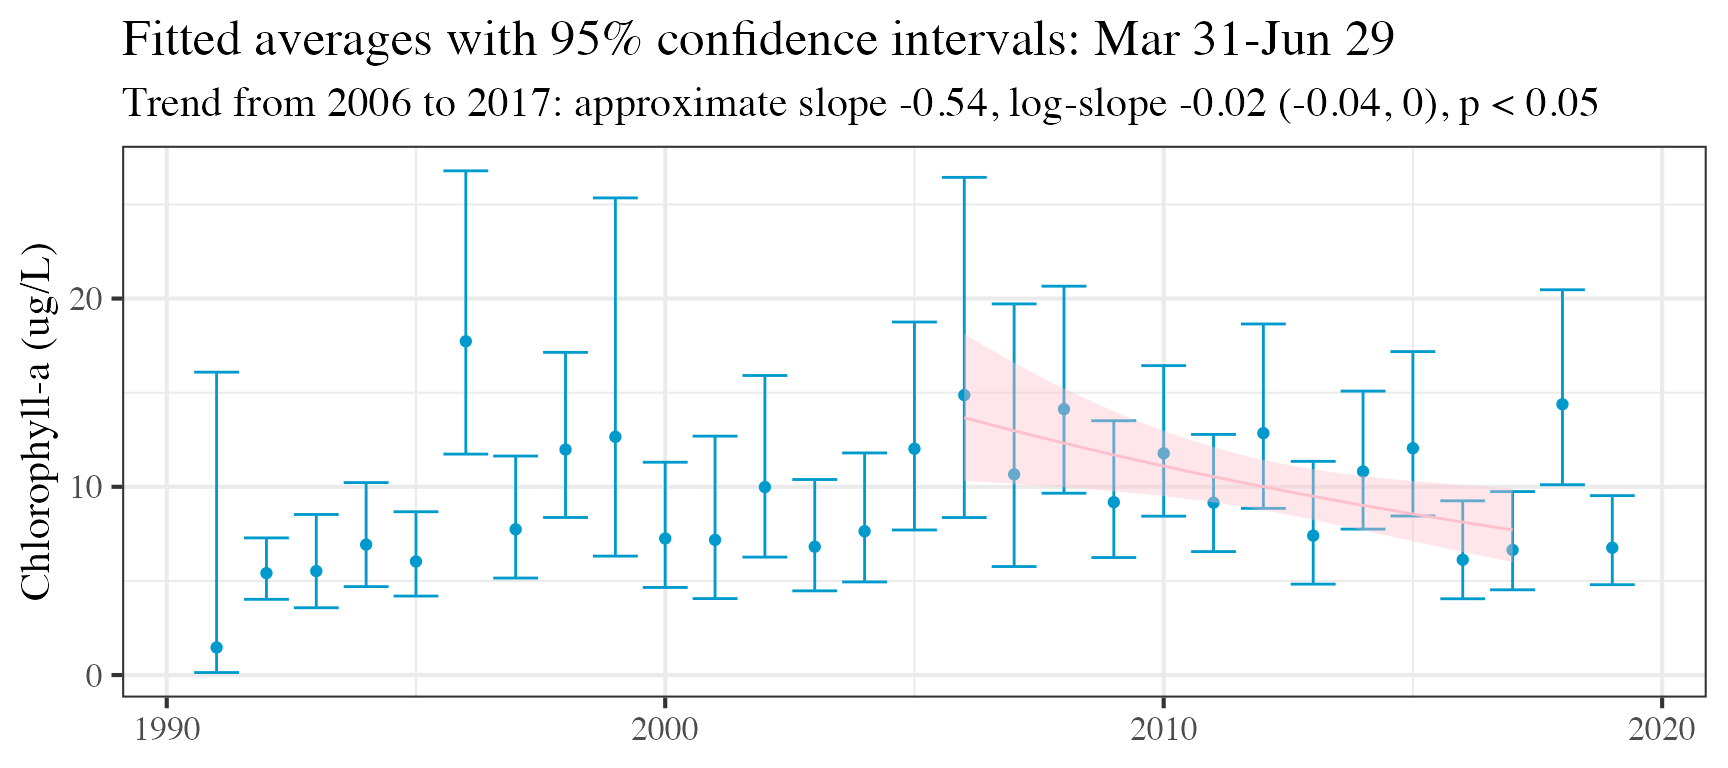 Fitted averages with 95% confidence intervals: Mar 31-Jun 29
Trend from 2006 to 2017: approximate slope -0.54, log-slope -0.02 (-0.04, 0), p < 0.05
Chlorophyll-a (ug/L)
20
10
0
1990
2000
2010
2020